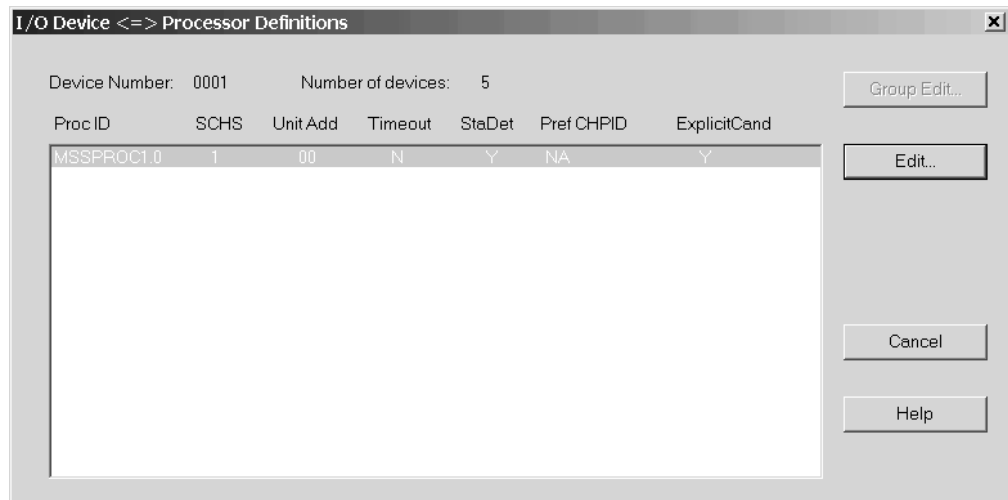 I/O Device <=> Processor Definitions
Device Number: 0001 Number of devices: 5
Group Edit...
Proc ID SCHS Unit Add Timeout StaDet Pref CHPID ExplicitCand
MSSPROC1.0 1 00 N Y NA Y
Edit...
Cancel
Help